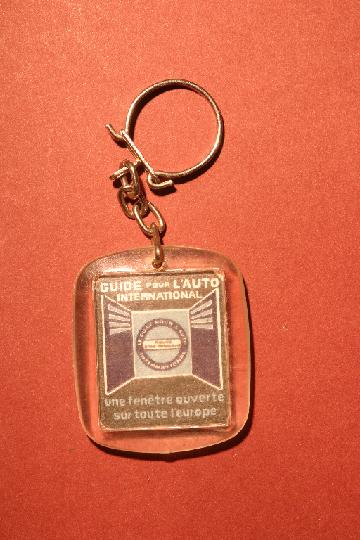 GUIDE POUR L'AUTO
INTERNATIONAL
une fenêtre ouverte
sur toute l'europe